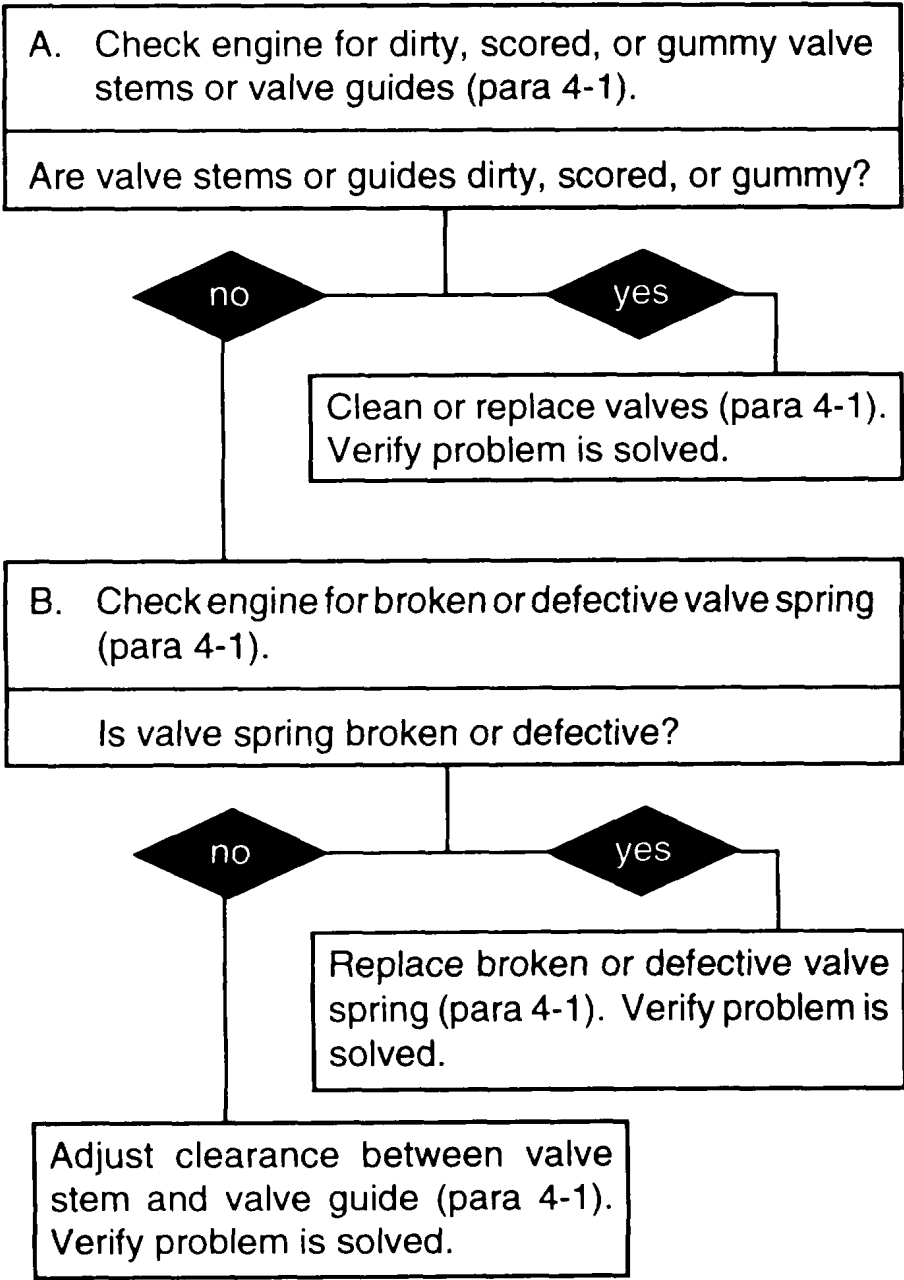 A. Check engine for dirty, scored, or gummy valve
stems or valve guides (para 4-1).
Are valve stems or guides dirty, scored, or gummy?
no
yes
Clean or replace valves (para 4-1).
Verify problem is solved.
B. Check engine for broken or defective valve spring
(para 4-1).
Is valve spring broken or defective?
no
yes
Replace broken or defective valve
spring (para 4-1). Verify problem is
solved.
Adjust clearance between valve
stem and valve guide (para 4-1).
Verify problem is solved.